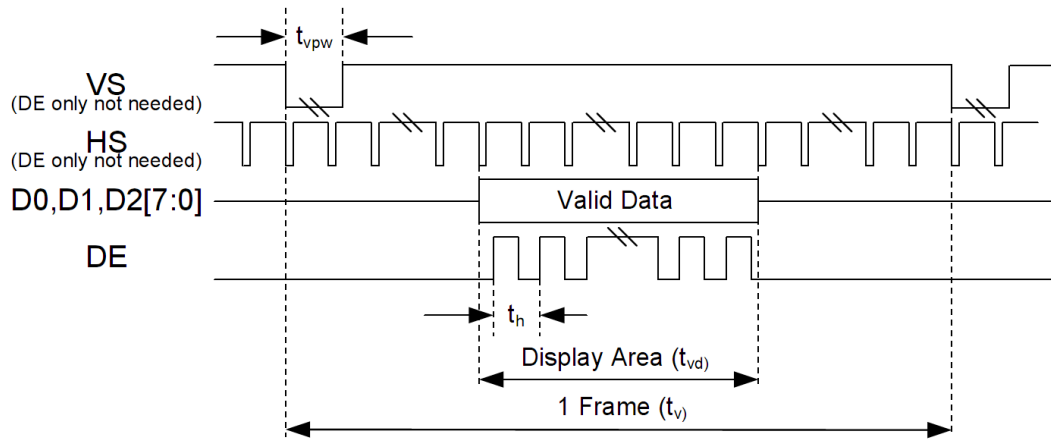 tvpw
VS
(DE only not needed)
HS
(DE only not needed)
D0,D1,D2[7:0]
Valid Data
DE
th
Display Area (tvd)
1 Frame (tv)